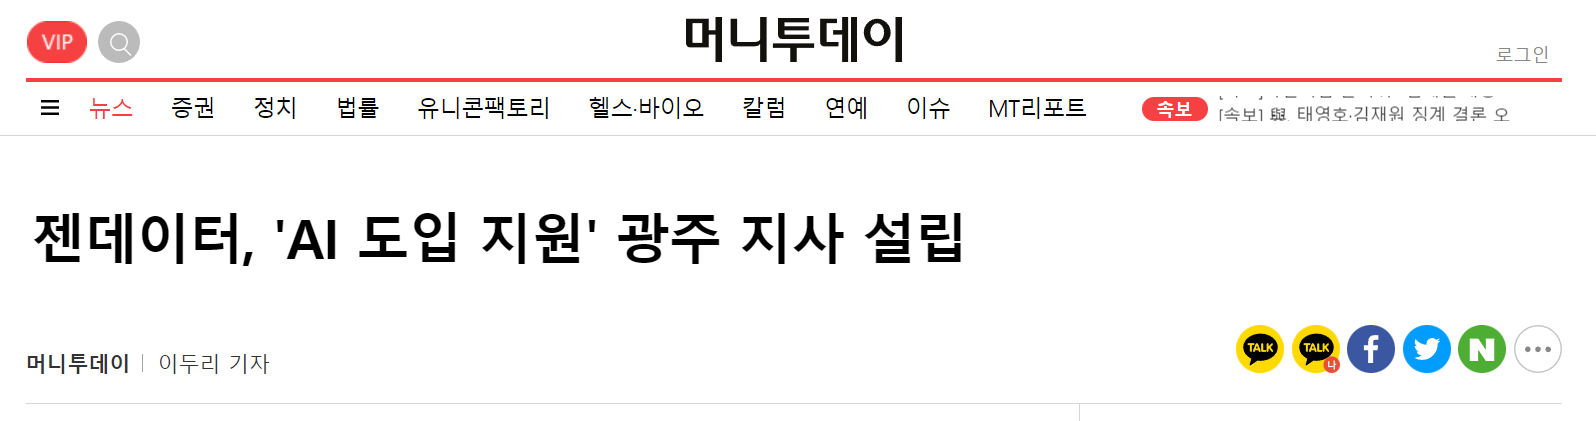 VIP
머니투데이
로그인
뉴스 증권 정치 법률 유니콘팩토리 헬스·바이오 칼럼 연예 이슈 MT리포트 속보
[속보] 與, 태영호·김재원 징계 결론 오
젠데이터, 'AI 도입 지원' 광주 지사 설립
머니투데이 이두리 기자
TALK TALK 나 f N